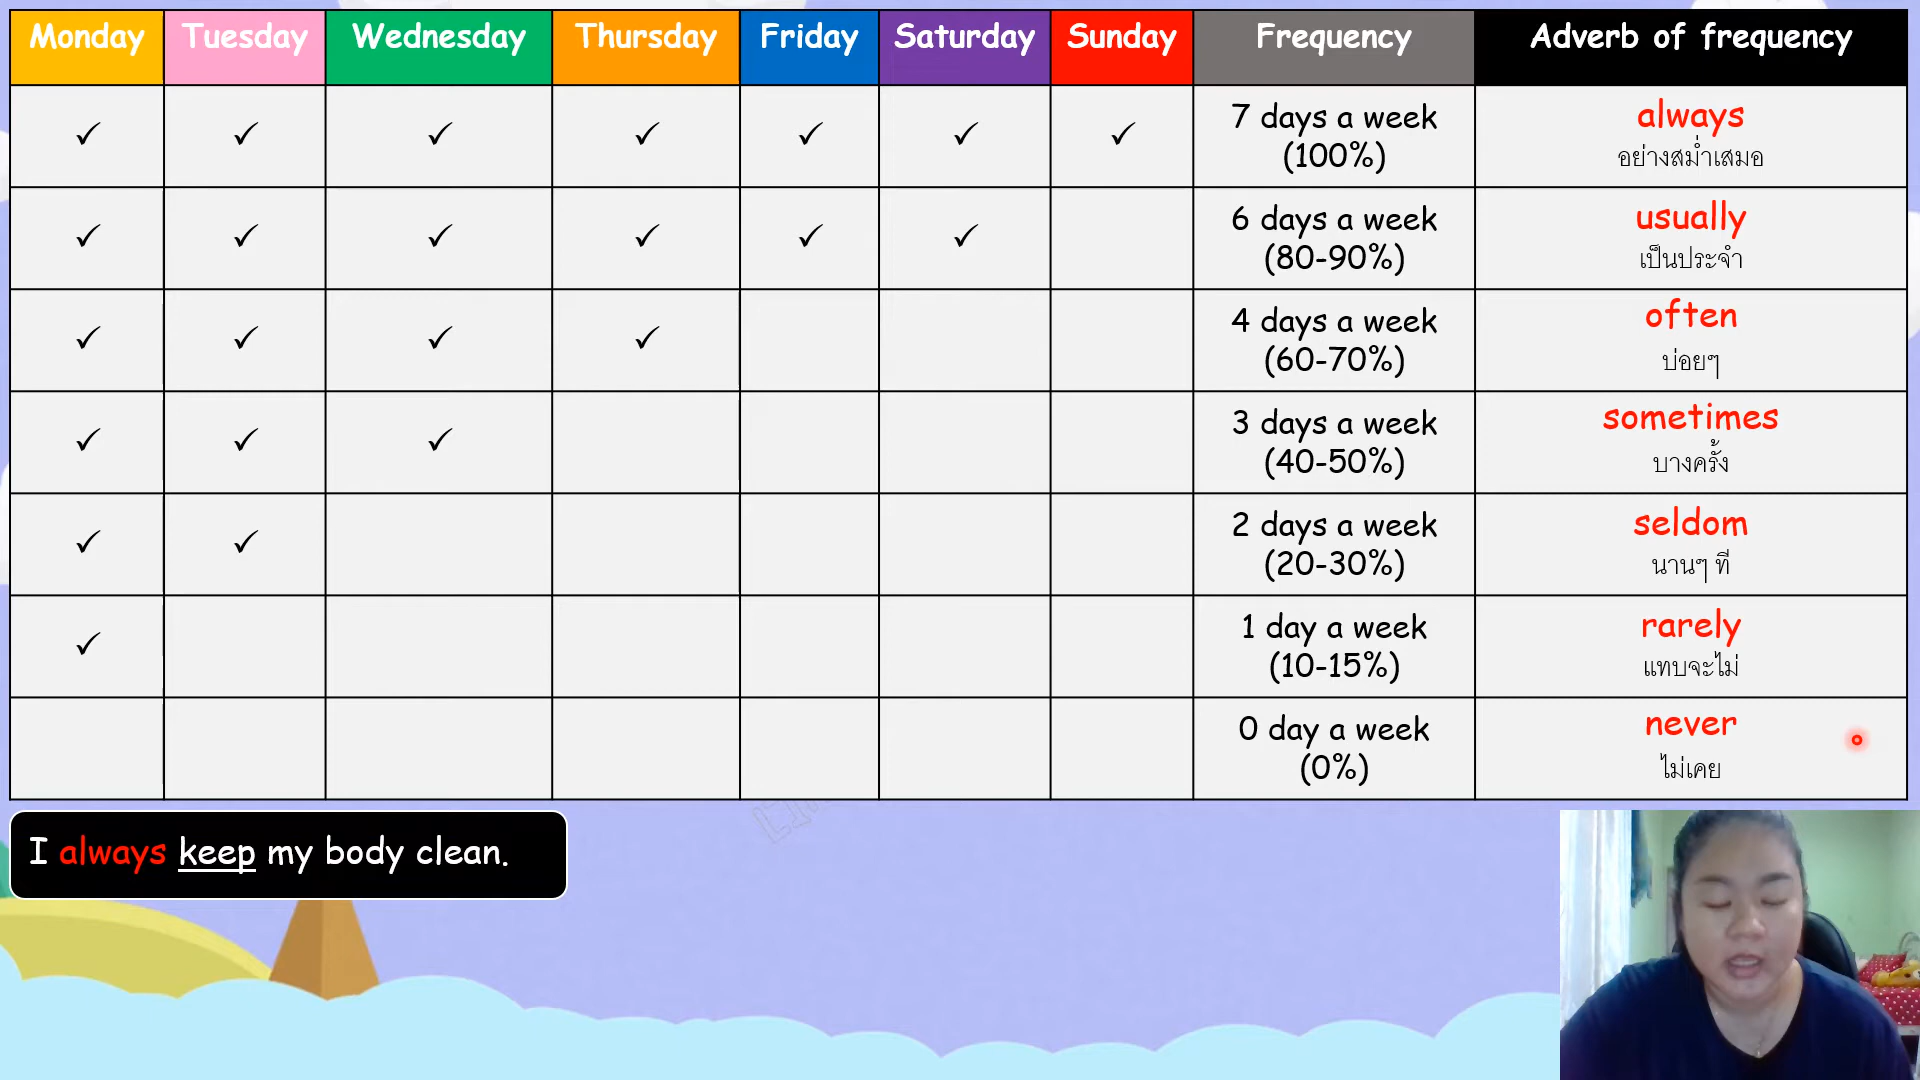 Monday Tuesday Wednesday Thursday Friday Saturday Sunday Frequency Adverb of frequency
✓ ✓ ✓ ✓ ✓ ✓ ✓ 7 days a week
(100%)
always
อย่างสม่ำเสมอ
✓ ✓ ✓ ✓ ✓ ✓ 6 days a week
(80-90%)
usually
เป็นประจำ
✓ ✓ ✓ ✓ 4 days a week
(60-70%)
often
บ่อยๆ
✓ ✓ ✓ 3 days a week
(40-50%)
sometimes
บางครั้ง
✓ ✓ 2 days a week
(20-30%)
seldom
นานๆ ที
✓ 1 day a week
(10-15%)
rarely
แทบจะไม่
0 day a week
(0%)
never
ไม่เคย
I always keep my body clean.